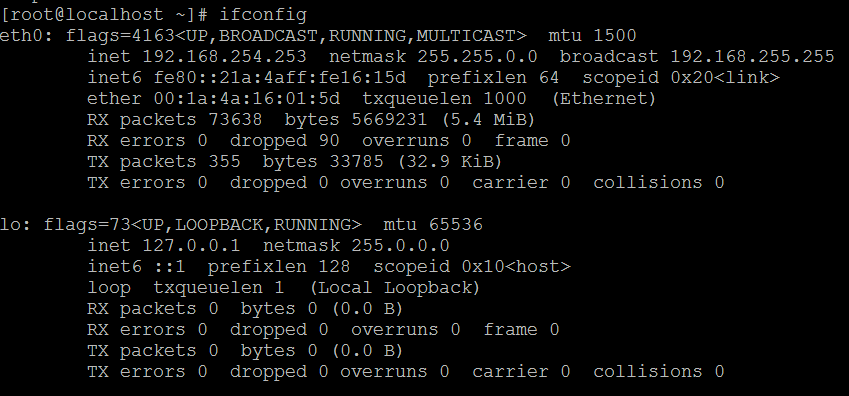 [root@localhost ~]# ifconfig
eth0: flags=4163<UP,BROADCAST,RUNNING,MULTICAST>  mtu 1500
        inet 192.168.254.253  netmask 255.255.0.0  broadcast 192.168.255.255
        inet6 fe80::21a:4aff:fe16:15d  prefixlen 64  scopeid 0x20<link>
        ether 00:1a:4a:16:01:5d  txqueuelen 1000  (Ethernet)
        RX packets 73638  bytes 5669231 (5.4 MiB)
        RX errors 0  dropped 90  overruns 0  frame 0
        TX packets 355  bytes 33785 (32.9 KiB)
        TX errors 0  dropped 0 overruns 0  carrier 0  collisions 0

lo: flags=73<UP,LOOPBACK,RUNNING>  mtu 65536
        inet 127.0.0.1  netmask 255.0.0.0
        inet6 ::1  prefixlen 128  scopeid 0x10<host>
        loop  txqueuelen 1  (Local Loopback)
        RX packets 0  bytes 0 (0.0 B)
        RX errors 0  dropped 0  overruns 0  frame 0
        TX packets 0  bytes 0 (0.0 B)
        TX errors 0  dropped 0 overruns 0  carrier 0  collisions 0